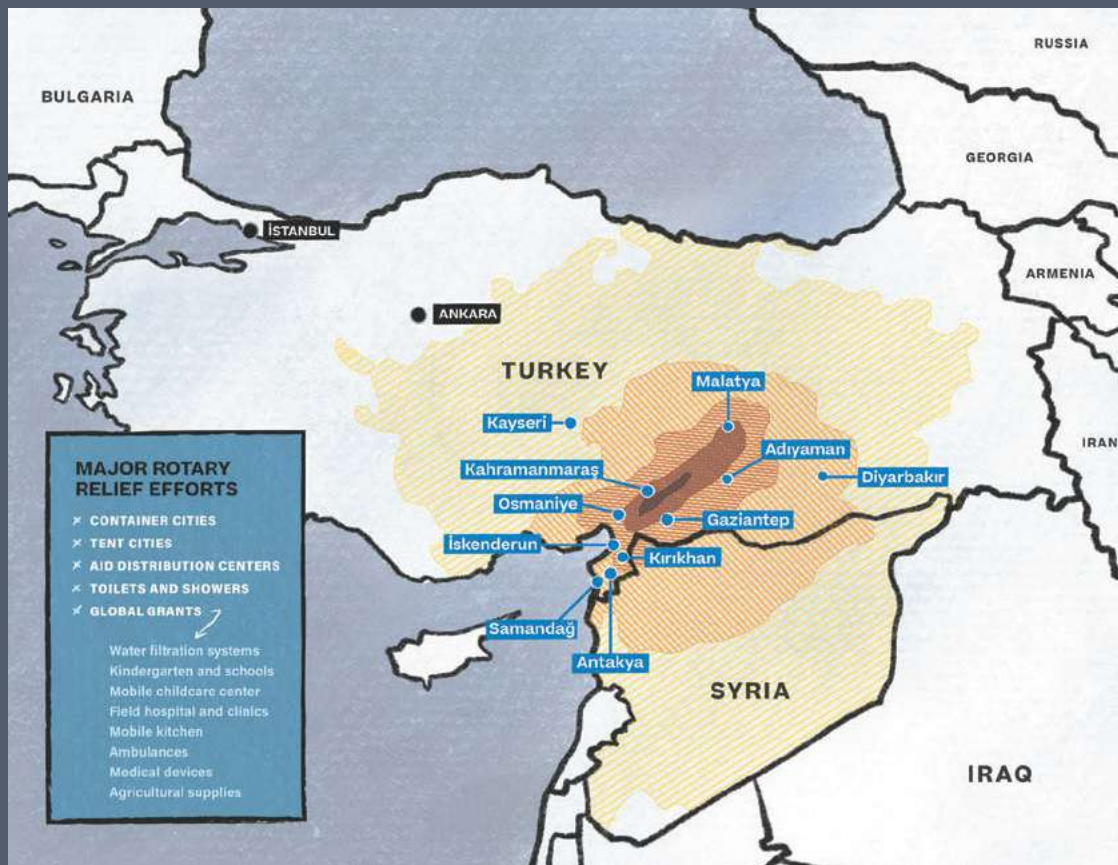 RUSSIA
BULGARIA
GEORGIA
İSTANBUL
ARMENIA
ANKARA
TURKEY
Malatya
Kayseri
Adıyaman
IRAN
Kahramanmaraş
Diyarbakır
Osmaniye
Gaziantep
İskenderun
Kırıkhan
Samandağ
Antakya
SYRIA
IRAQ
MAJOR ROTARY
RELIEF EFFORTS
CONTAINER CITIES
TENT CITIES
AID DISTRIBUTION CENTERS
TOILETS AND SHOWERS
GLOBAL GRANTS
Water filtration systems
Kindergarten and schools
Mobile childcare center
Field hospital and clinics
Mobile kitchen
Ambulances
Medical devices
Agricultural supplies